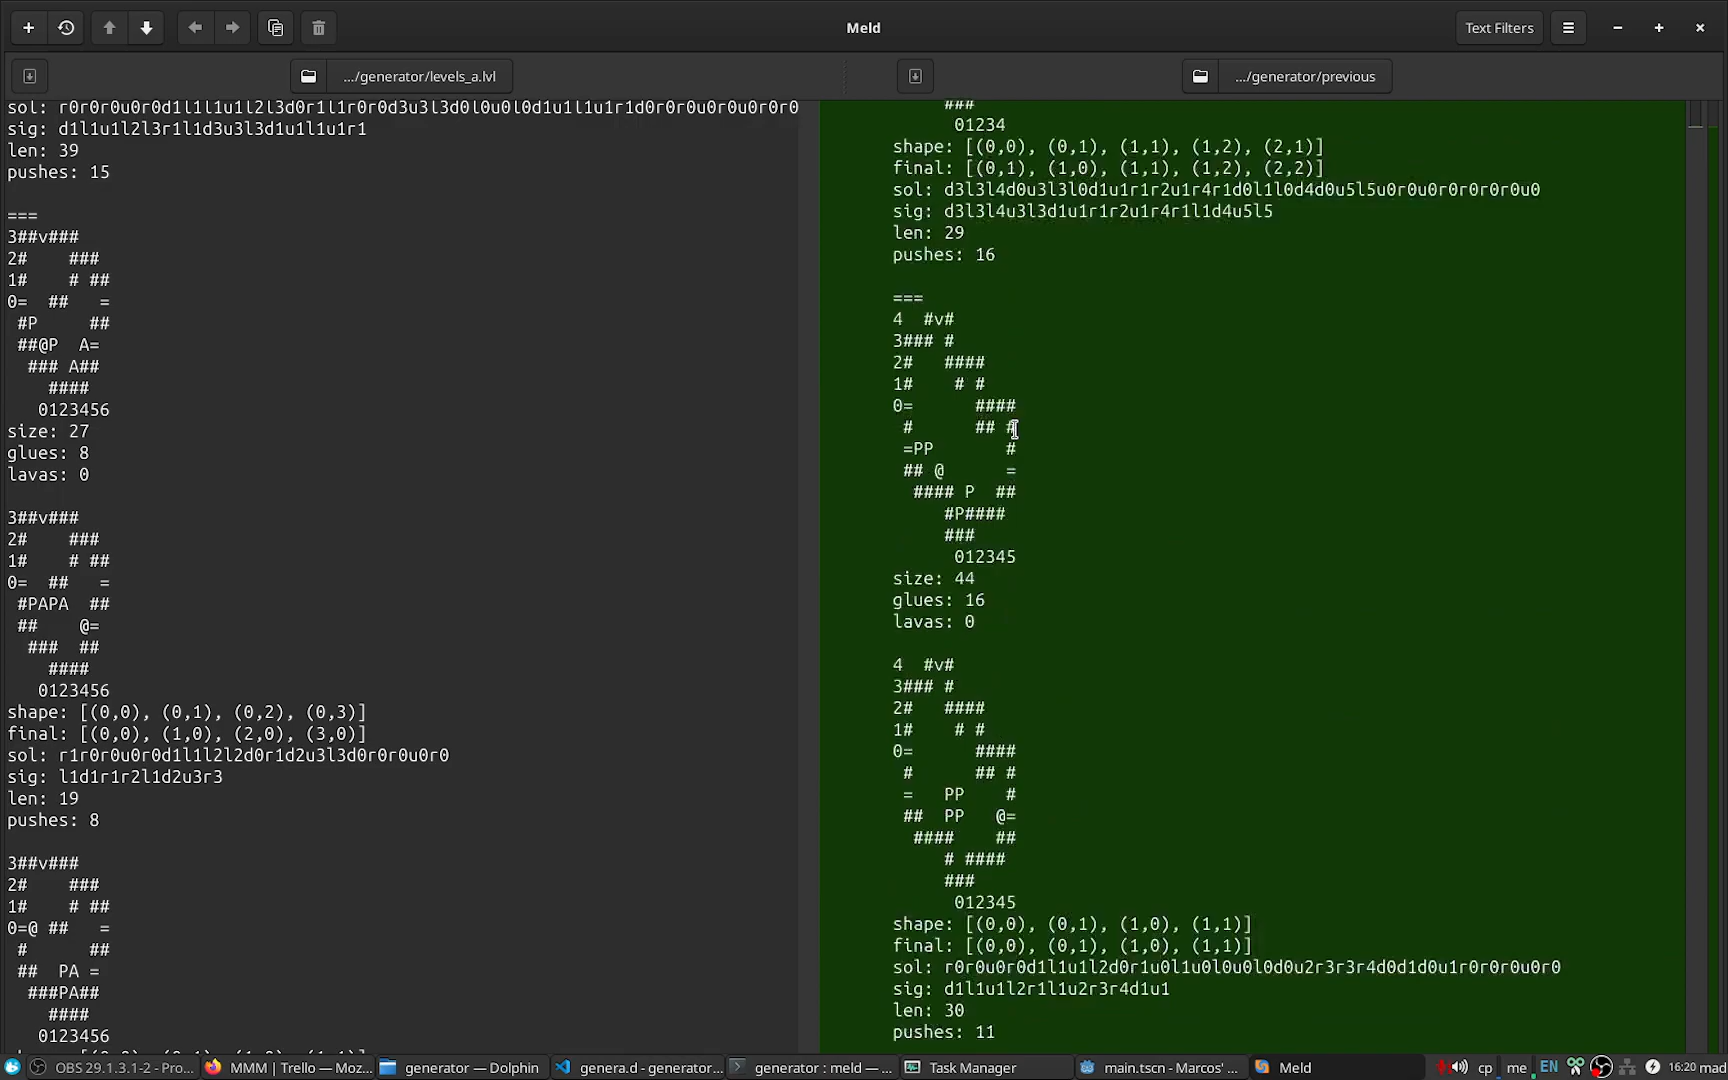 Meld
Text Filters
.../generator/levels_a.lvl
.../generator/previous
sol: r0r0r0u0r0d1l1l1u1l2l3d0r1l1r0r0d3u3l3d0l0u0l0d1u1l1u1r1d0r0r0u0r0u0r0
sig: d1l1u1l2l3r1l1d3u3l3d1u1l1u1r1
len: 39
pushes: 15
===
3##v###
2#    ###
1#    # ##
0=  ##   =
 #P     ##
 ##@P  A=
  ### A##
    ####
   0123456
size: 27
glues: 8
lavas: 0
3##v###
2#    ###
1#    # ##
0=  ##   =
 #PAPA  ##
 ##    @=
  ###  ##
    ####
   0123456
shape: [(0,0), (0,1), (0,2), (0,3)]
final: [(0,0), (1,0), (2,0), (3,0)]
sol: r1r0r0u0r0d1l1l2l2d0r1d2u3l3d0r0r0u0r0
sig: l1d1r1r2l1d2u3r3
len: 19
pushes: 8
3##v###
2#    ###
1#    # ##
0=@ ##   =
 #      ##
 ##  PA =
  ###PA##
    ####
   0123456
###
01234
shape: [(0,0), (0,1), (1,1), (1,2), (2,1)]
final: [(0,1), (1,0), (1,1), (1,2), (2,2)]
sol: d3l3l4d0u3l3l0d1u1r1r2u1r4r1d0l1l0d4d0u5l5u0r0u0r0r0r0u0
sig: d3l3l4u3l3d1u1r1r2u1r4r1l1d4u5l5
len: 29
pushes: 16
===
4  #v#
3### #
2#   ####
1#    # #
0=      ####
 #      ## #
 =PP       #
 ## @      =
  #### P  ##
     #P####
     ###
      012345
size: 44
glues: 16
lavas: 0
4  #v#
3### #
2#   ####
1#    # #
0=      ####
 #      ## #
 =   PP    #
 ##  PP   @=
  ####    ##
     # ####
     ###
      012345
shape: [(0,0), (0,1), (1,0), (1,1)]
final: [(0,0), (0,1), (1,0), (1,1)]
sol: r0r0u0r0d1l1u1l2d0r1u0l1u0l0u0l0d0u2r3r3r4d0d1d0u1r0r0r0u0r0
sig: d1l1u1l2r1l1u2r3r4d1u1
len: 30
pushes: 11
OBS 29.1.3.1-2 - Pro...
MMM | Trello — Moz...
generator — Dolphin
genera.d - generator...
generator : meld — ...
Task Manager
main.tscn - Marcos' ...
Meld
cp
me
EN
16:20
mad